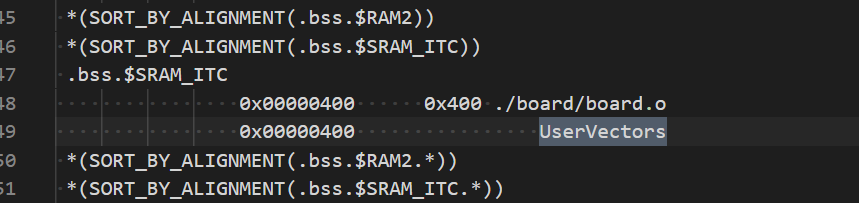 45 *(SORT_BY_ALIGNMENT(.bss.$RAM2))
46 *(SORT_BY_ALIGNMENT(.bss.$SRAM_ITC))
47 .bss.$SRAM_ITC
48 0x00000400 0x400 ./board/board.o
49 0x00000400 UserVectors
50 *(SORT_BY_ALIGNMENT(.bss.$RAM2.*))
51 *(SORT_BY_ALIGNMENT(.bss.$SRAM_ITC.*))